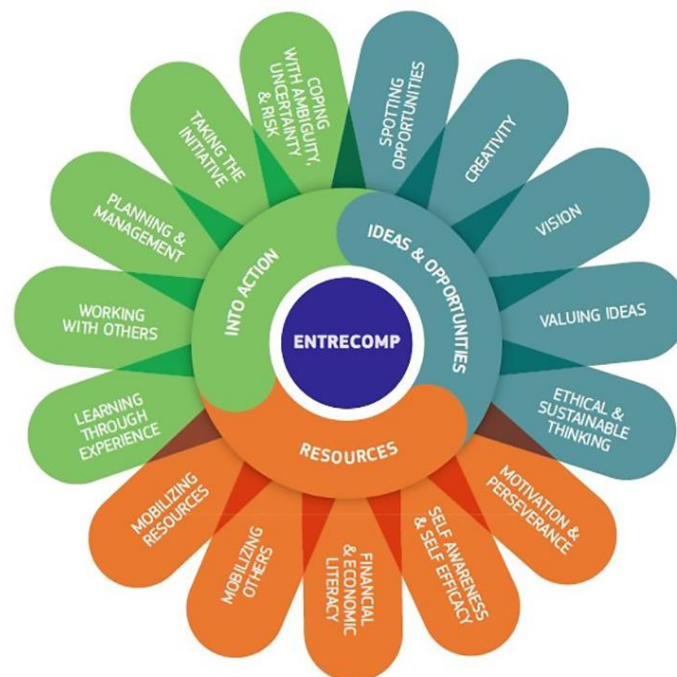 ENTRECOMP
IDEAS & OPPORTUNITIES
SPOTTING
OPPORTUNITIES
CREATIVITY
VISION
VALUING IDEAS
ETHICAL &
SUSTAINABLE
THINKING
RESOURCES
MOTIVATION &
PERSEVERANCE
SELF AWARENESS
& SELF EFFICACY
FINANCIAL
& ECONOMIC
LITERACY
MOBILIZING
OTHERS
MOBILIZING
RESOURCES
INTO ACTION
LEARNING
THROUGH
EXPERIENCE
WORKING
WITH OTHERS
PLANNING &
MANAGEMENT
TAKING THE
INITIATIVE
COPING
WITH AMBIGUITY,
UNCERTAINTY
& RISK